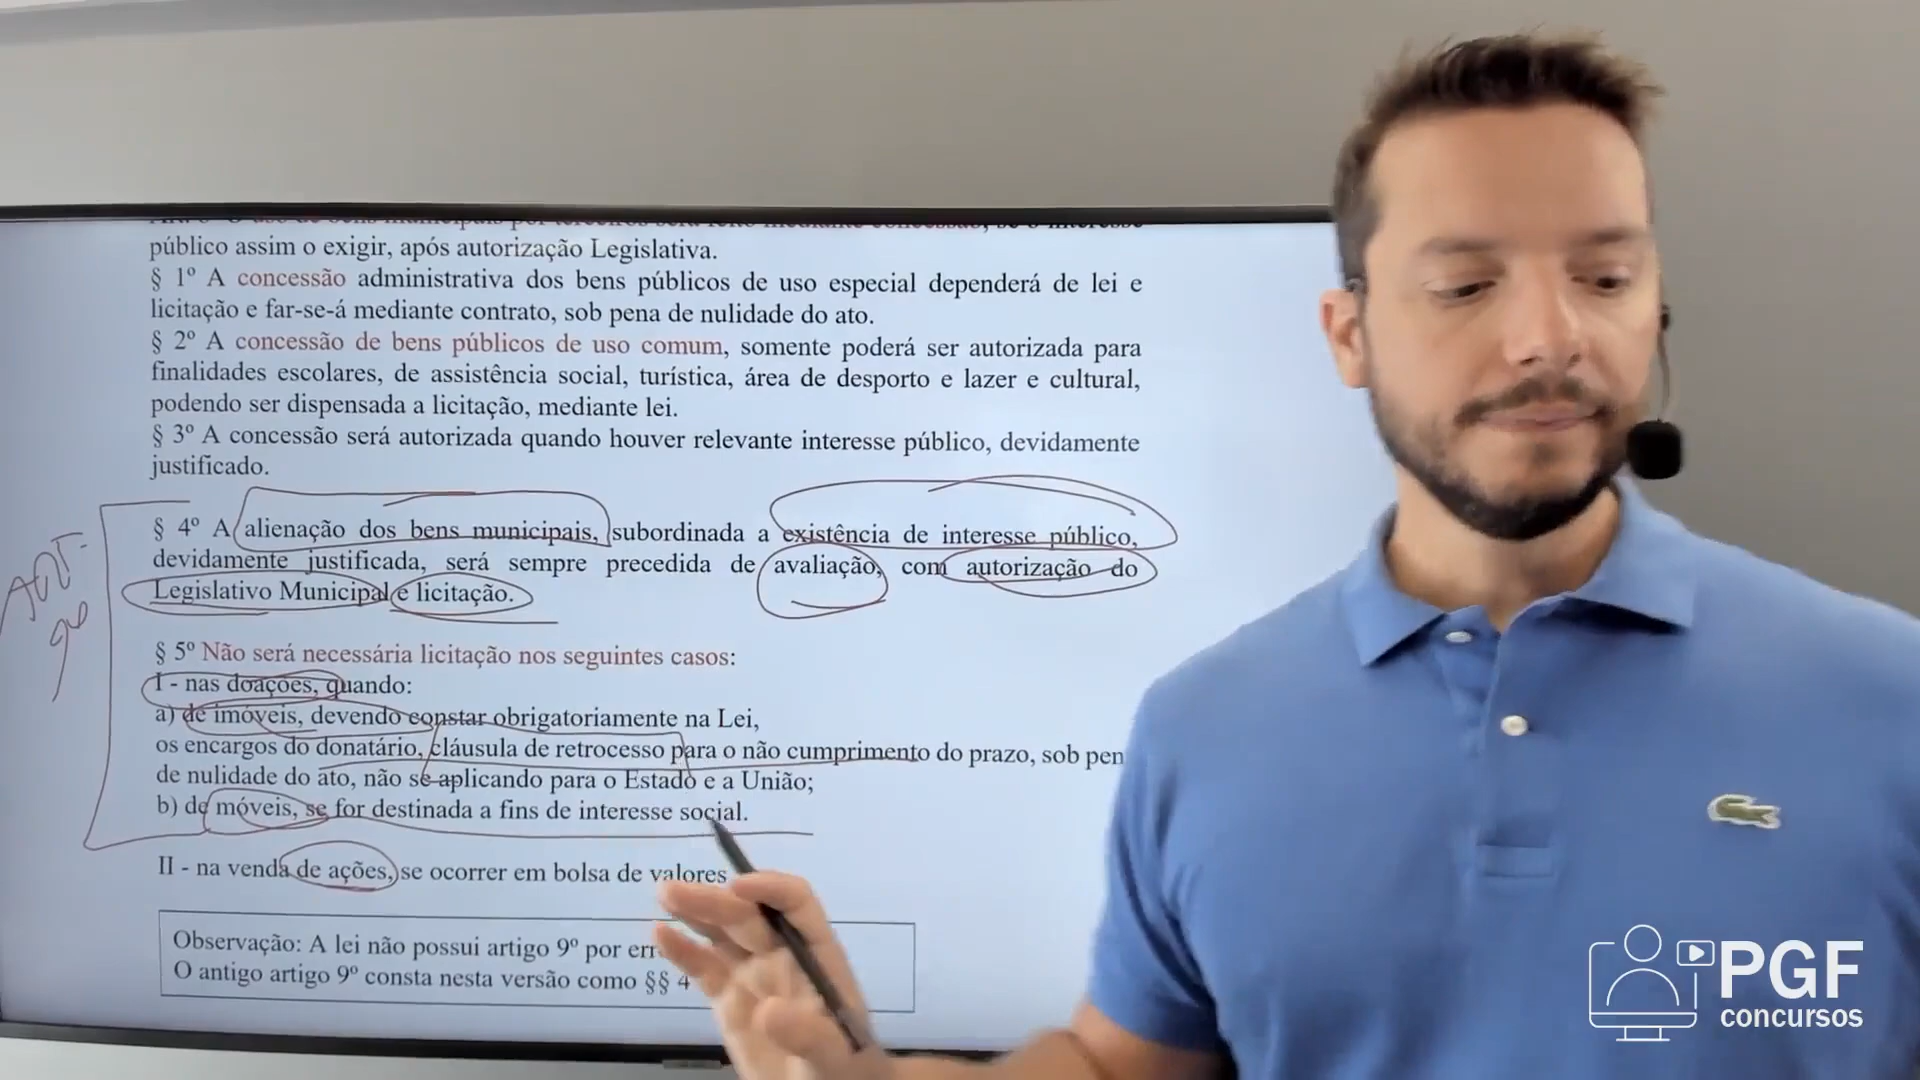 público assim o exigir, após autorização Legislativa.
§ 1º A concessão administrativa dos bens públicos de uso especial dependerá de lei e
licitação e far-se-á mediante contrato, sob pena de nulidade do ato.
§ 2º A concessão de bens públicos de uso comum, somente poderá ser autorizada para
finalidades escolares, de assistência social, turística, área de desporto e lazer e cultural,
podendo ser dispensada a licitação, mediante lei.
§ 3º A concessão será autorizada quando houver relevante interesse público, devidamente
justificado.
§ 4º A alienação dos bens municipais, subordinada a existência de interesse público,
devidamente justificada, será sempre precedida de avaliação, com autorização do
Legislativo Municipal e licitação.
§ 5º Não será necessária licitação nos seguintes casos:
I - nas doações, quando:
a) de imóveis, devendo constar obrigatoriamente na Lei,
os encargos do donatário, cláusula de retrocesso para o não cumprimento do prazo, sob pen
de nulidade do ato, não se aplicando para o Estado e a União;
b) de móveis, se for destinada a fins de interesse social.
II - na venda de ações, se ocorrer em bolsa de valores
Observação: A lei não possui artigo 9º por err
O antigo artigo 9º consta nesta versão como §§ 4
PGF
concursos